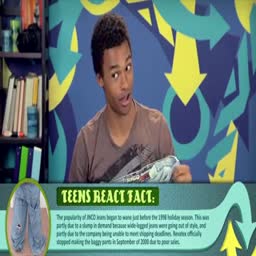 TEENS REACT FACT:
The popularity of JNCO Jeans began to wane just before the 1998 holiday season. This was
partly due to a slump in demand because wide-legged jeans were going out of style, and
partly due to the company being unable to meet shipping deadlines. Revatex officially
stopped making the baggy pants in September of 2000 due to poor sales.